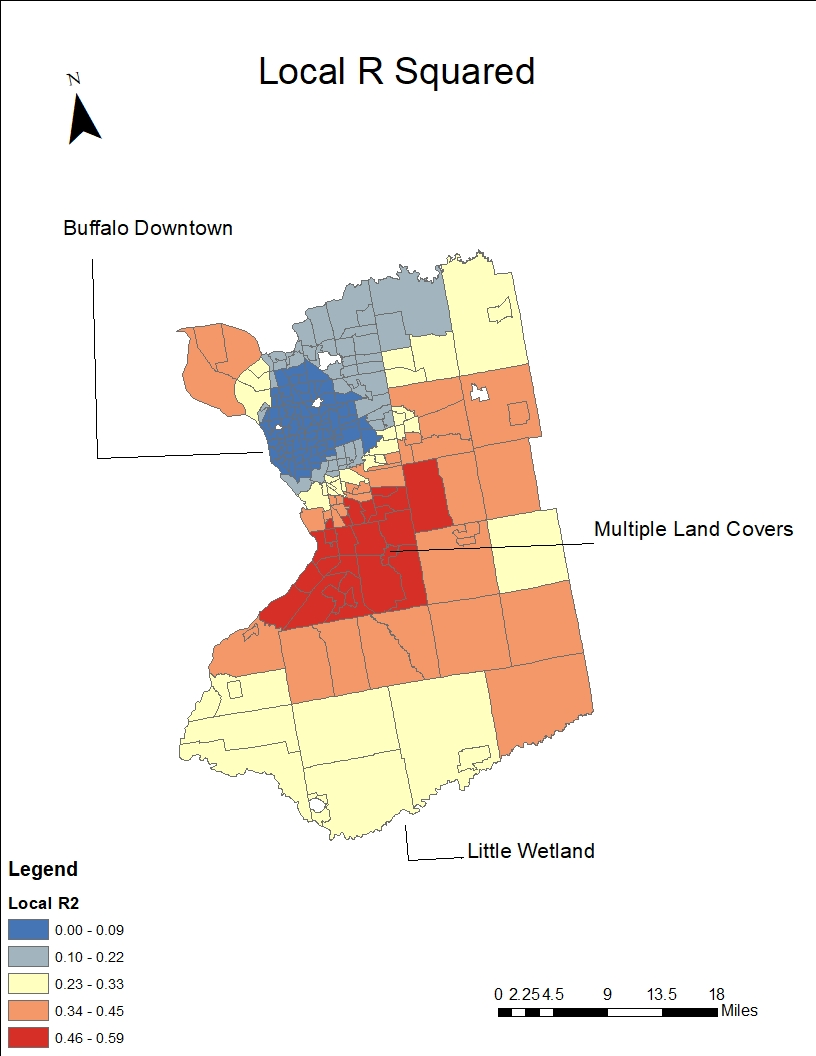 Local R Squared
N
Buffalo Downtown
Multiple Land Covers
Little Wetland
Legend
Local R2
0.00 - 0.09
0.10 - 0.22
0.23 - 0.33
0.34 - 0.45
0.46 - 0.59
0 2.25 4.5 9 13.5 18
Miles